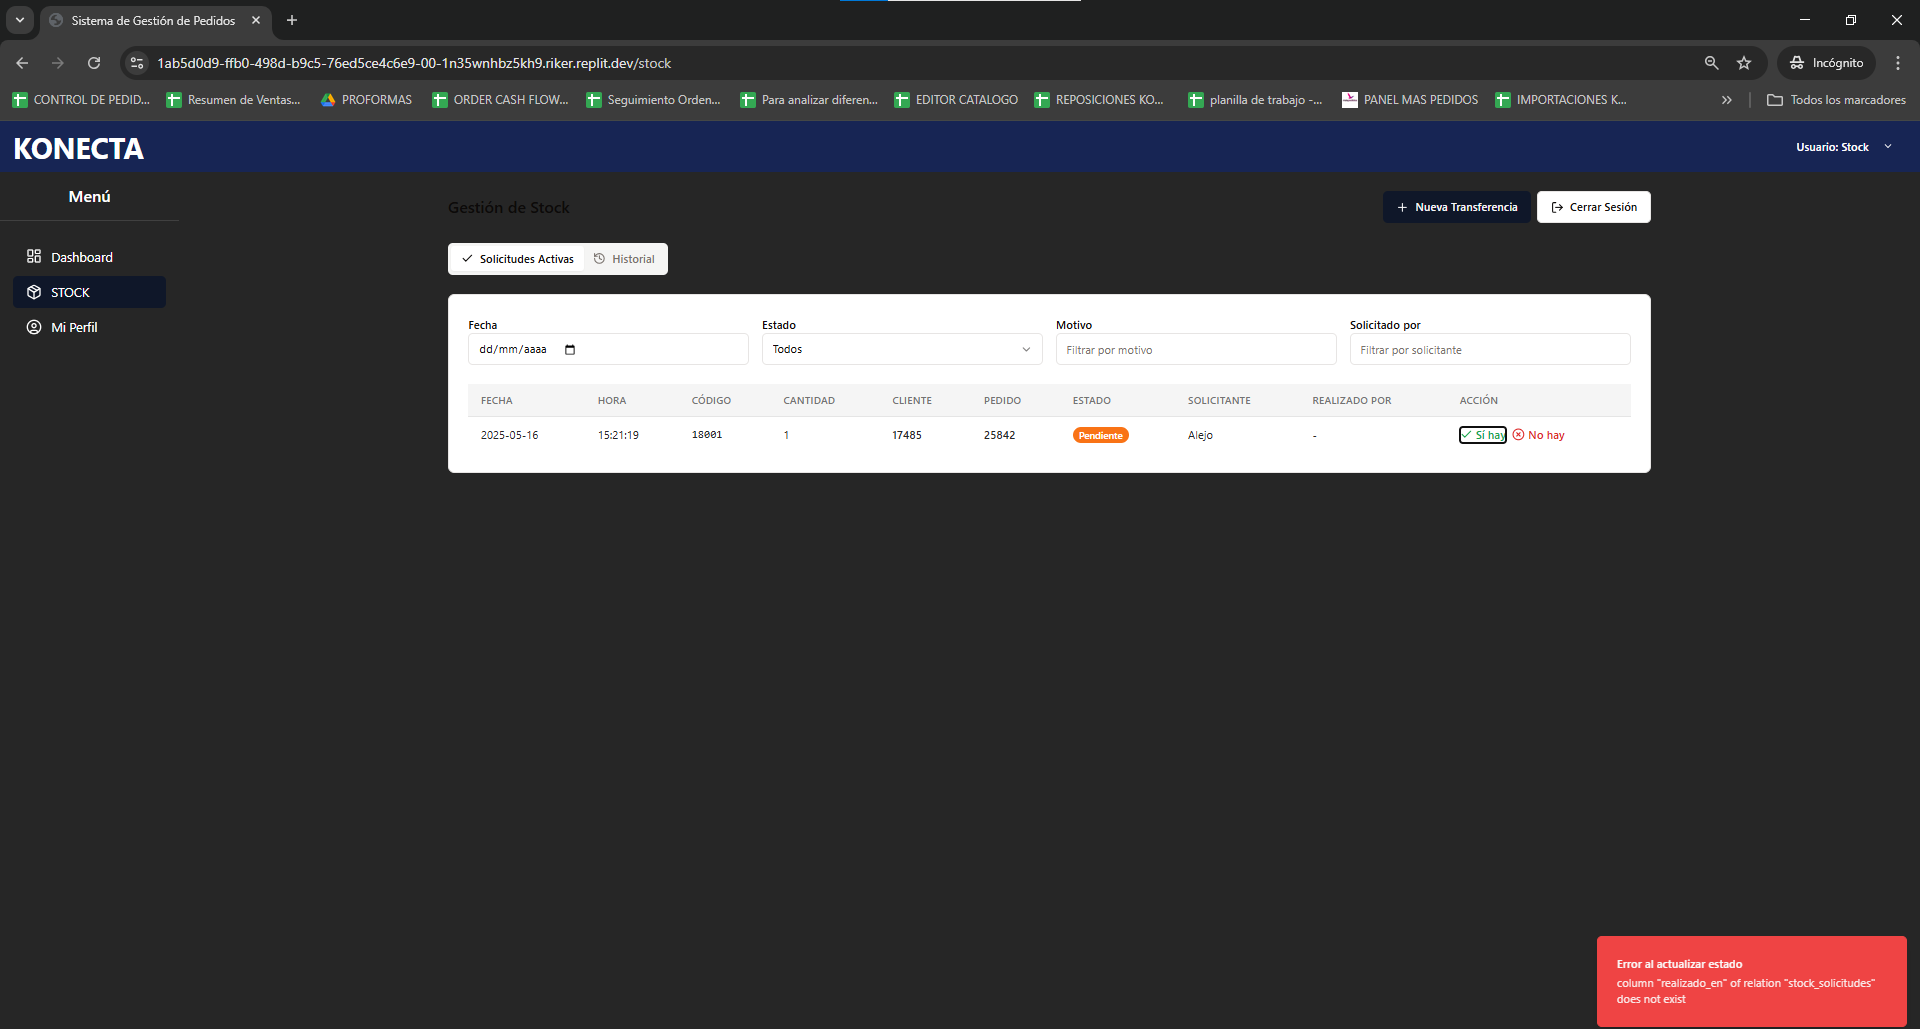 Sistema de Gestión de Pedidos
1ab5d0d9-ffb0-498d-b9c5-76ed5ce4c6e9-00-1n35wnhbz5kh9.riker.replit.dev/stock
Incógnito
CONTROL DE PEDID...
Resumen de Ventas...
PROFORMAS
ORDER CASH FLOW...
Seguimiento Orden...
Para analizar diferen...
EDITOR CATALOGO
REPOSICIONES KO...
planilla de trabajo -...
PANEL MAS PEDIDOS
IMPORTACIONES K...
Todos los marcadores
KONECTA
Usuario: Stock
Menú
Dashboard
STOCK
Mi Perfil
Gestión de Stock
Nueva Transferencia
Cerrar Sesión
Solicitudes Activas
Historial
Fecha
Estado
Motivo
Solicitado por
dd/mm/aaaa
Todos
Filtrar por motivo
Filtrar por solicitante
FECHA HORA CÓDIGO CANTIDAD CLIENTE PEDIDO ESTADO SOLICITANTE REALIZADO POR ACCIÓN
2025-05-16 15:21:19 18001 1 17485 25842 Pendiente Alejo - Sí hay No hay
Error al actualizar estado
column "realizado_en" of relation "stock_solicitudes"
does not exist